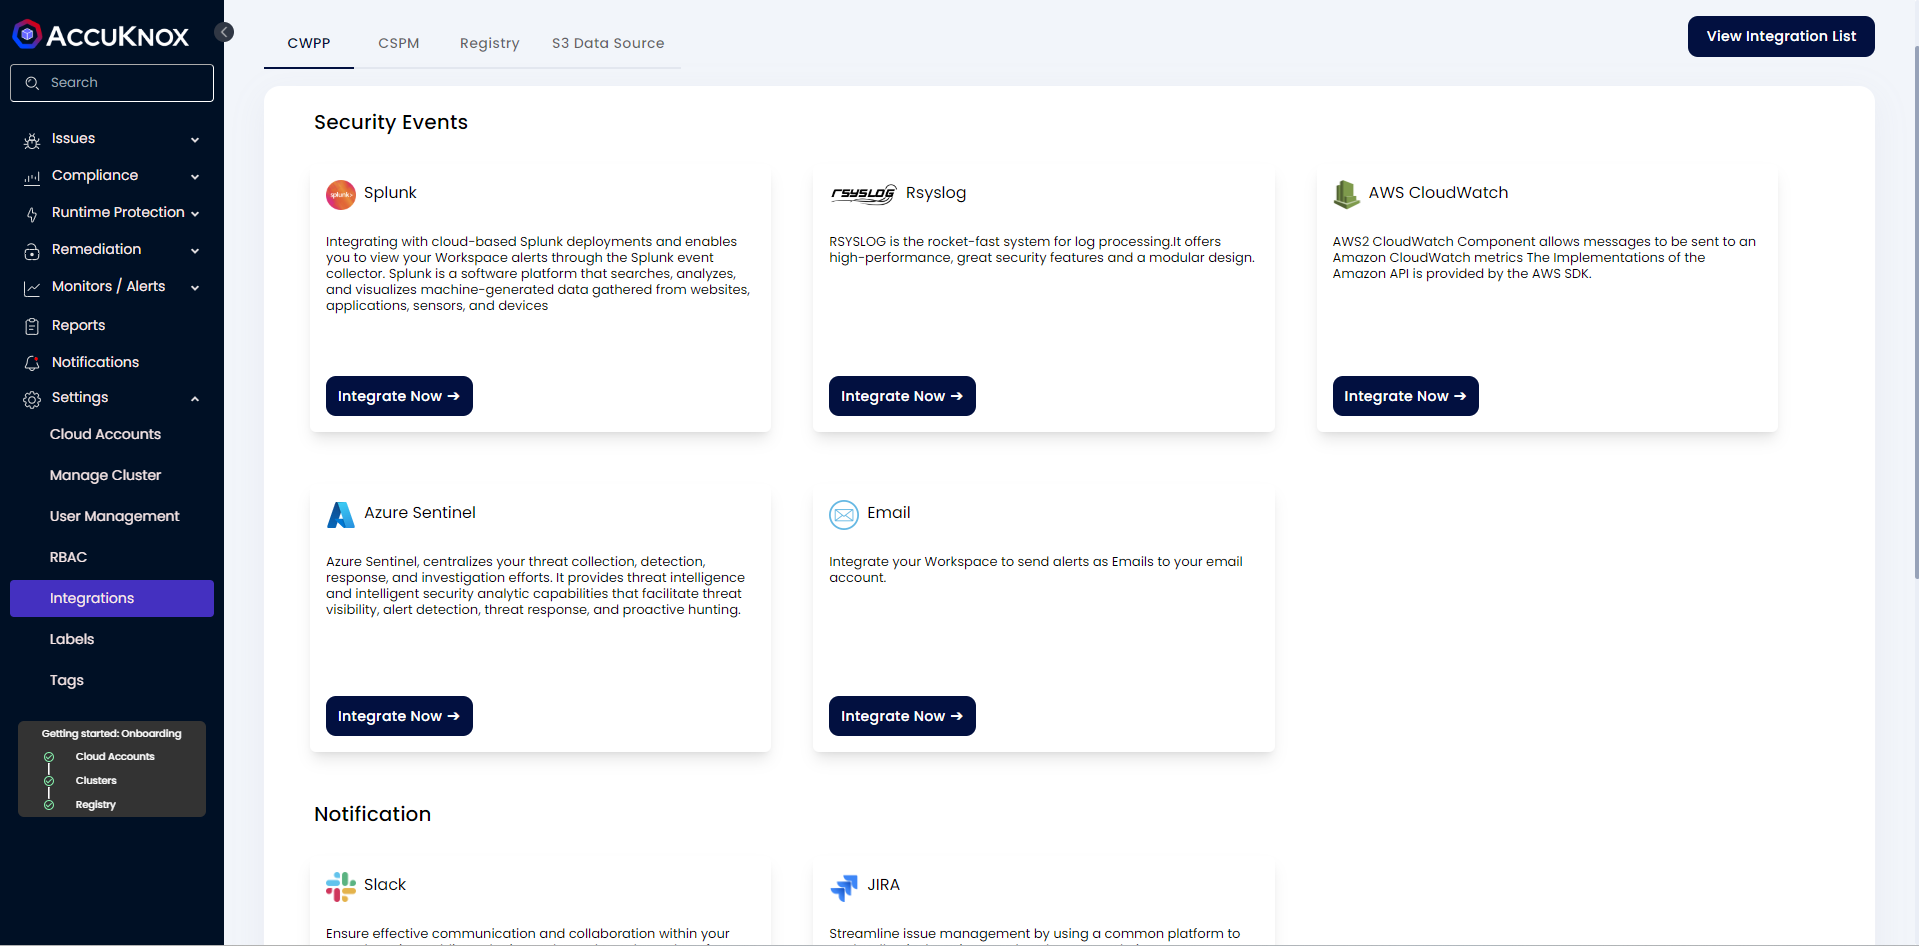 ACCUKNOX
Search
Issues
Compliance
Runtime Protection
Remediation
Monitors / Alerts
Reports
Notifications
Settings
Cloud Accounts
Manage Cluster
User Management
RBAC
Integrations
Labels
Tags
Getting started: Onboarding
Cloud Accounts
Clusters
Registry
CWPP CSPM Registry S3 Data Source
View Integration List
Security Events
splunk>
Splunk
Integrating with cloud-based Splunk deployments and enables
you to view your Workspace alerts through the Splunk event
collector. Splunk is a software platform that searches, analyzes,
and visualizes machine-generated data gathered from websites,
applications, sensors, and devices
Integrate Now →
RSYSLOG
Rsyslog
RSYSLOG is the rocket-fast system for log processing.It offers
high-performance, great security features and a modular design.
Integrate Now →
AWS CloudWatch
AWS2 CloudWatch Component allows messages to be sent to an
Amazon CloudWatch metrics The Implementations of the
Amazon API is provided by the AWS SDK.
Integrate Now →
Azure Sentinel
Azure Sentinel, centralizes your threat collection, detection,
response, and investigation efforts. It provides threat intelligence
and intelligent security analytic capabilities that facilitate threat
visibility, alert detection, threat response, and proactive hunting.
Integrate Now →
Email
Integrate your Workspace to send alerts as Emails to your email
account.
Integrate Now →
Notification
Slack
Ensure effective communication and collaboration within your
JIRA
Streamline issue management by using a common platform to